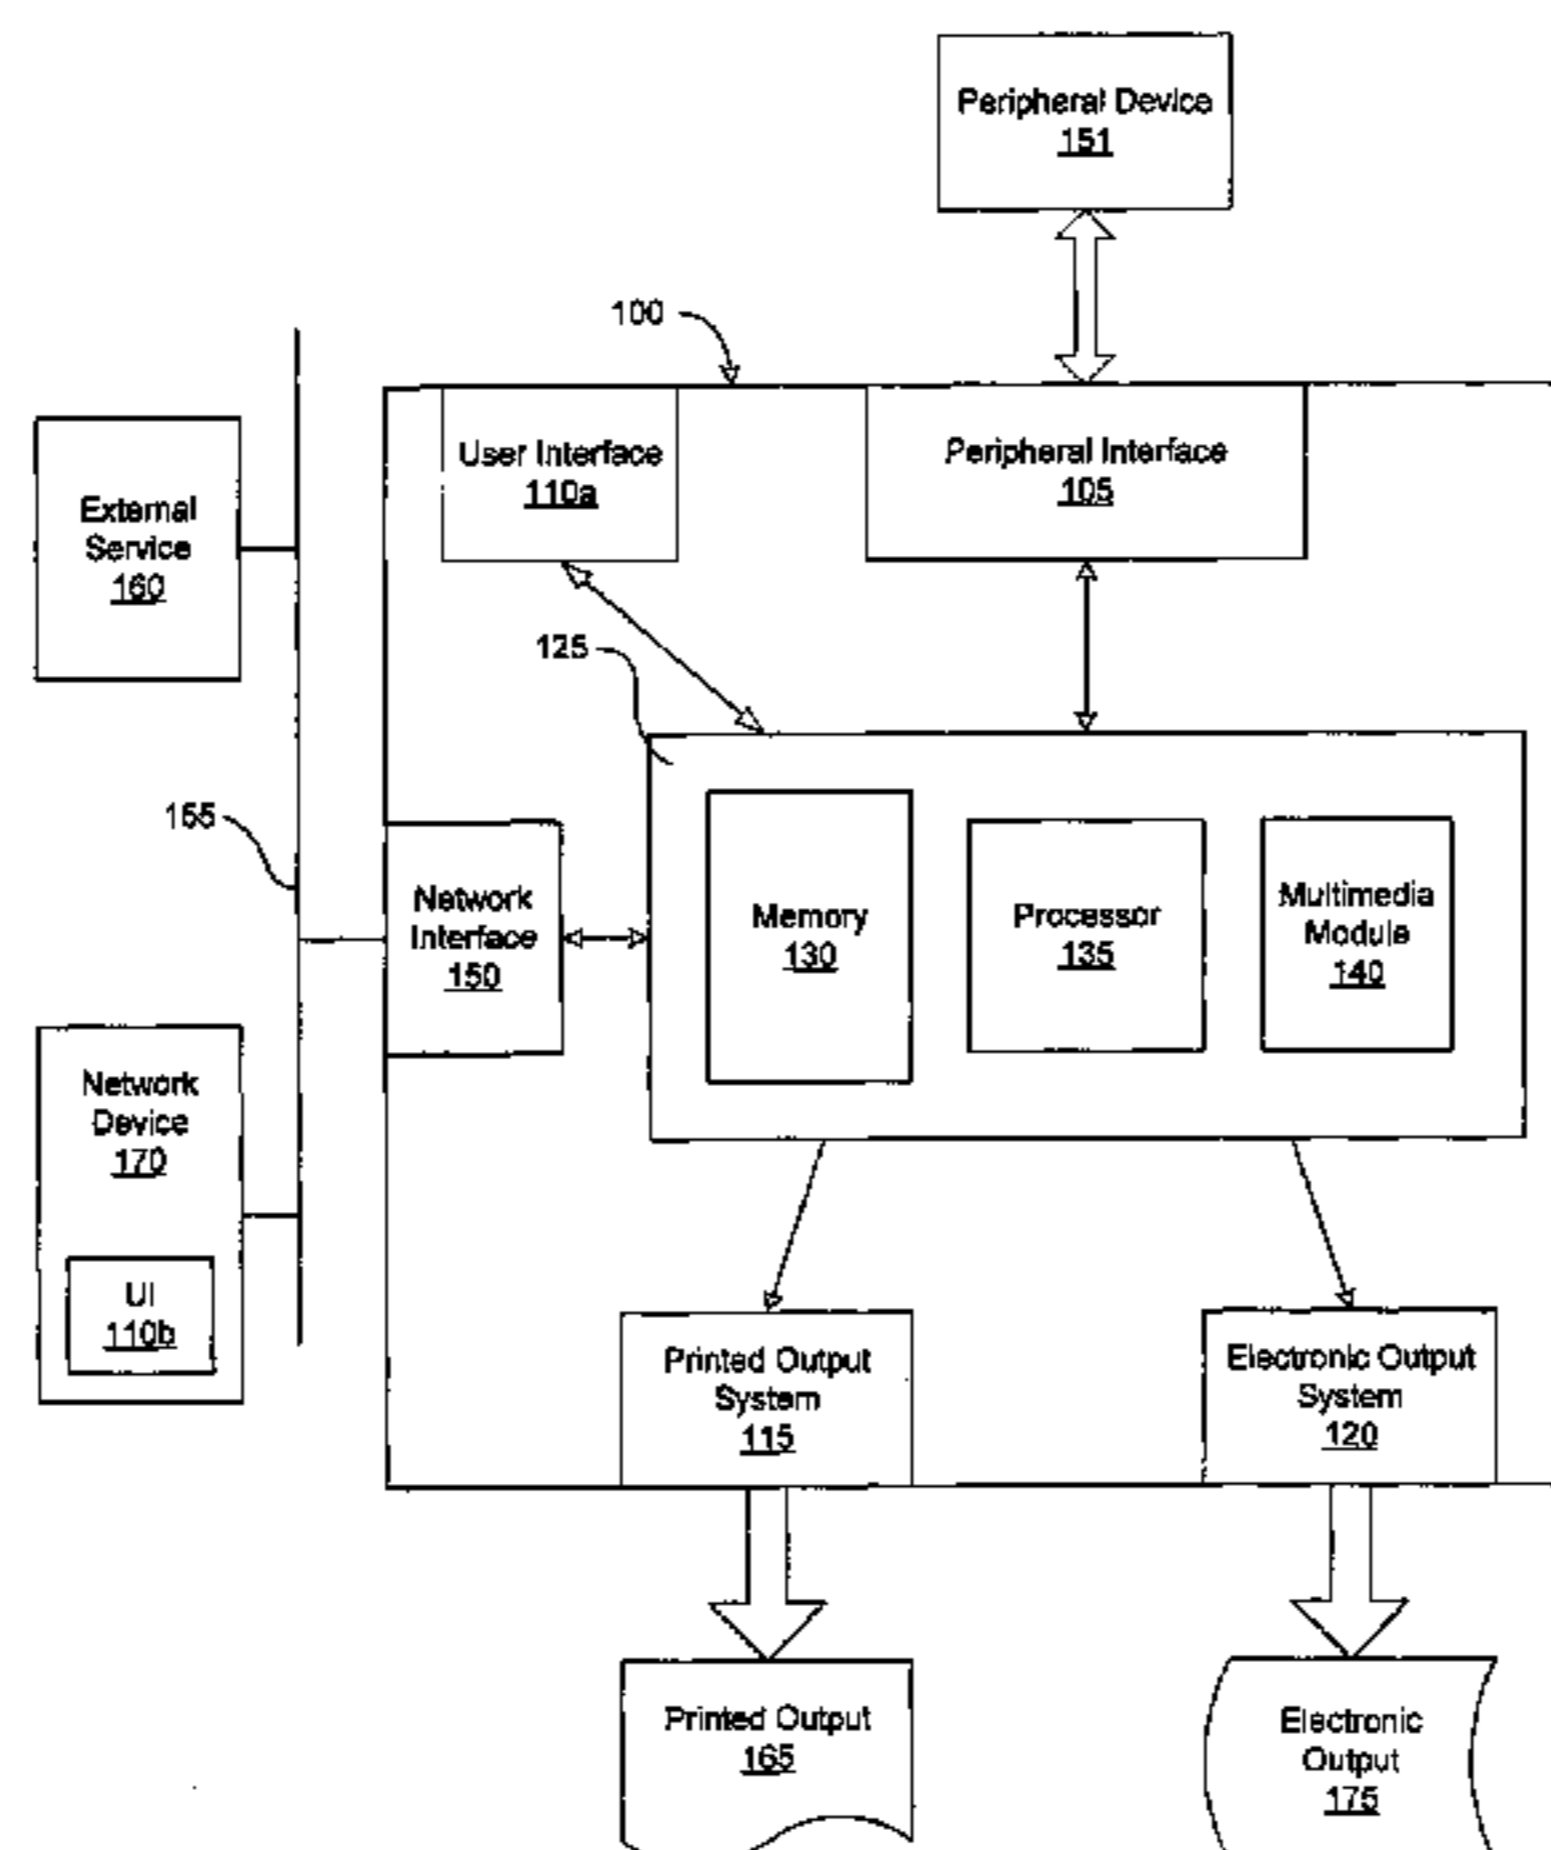 Peripheral Device
151
100
User Interface
110a
Peripheral Interface
105
External
Service
160
125
155
Network
Interface
150
Memory
130
Processor
135
Multimedia
Module
140
Network
Device
170
UI
110b
Printed Output
System
115
Electronic Output
System
120
Printed Output
165
Electronic
Output
175